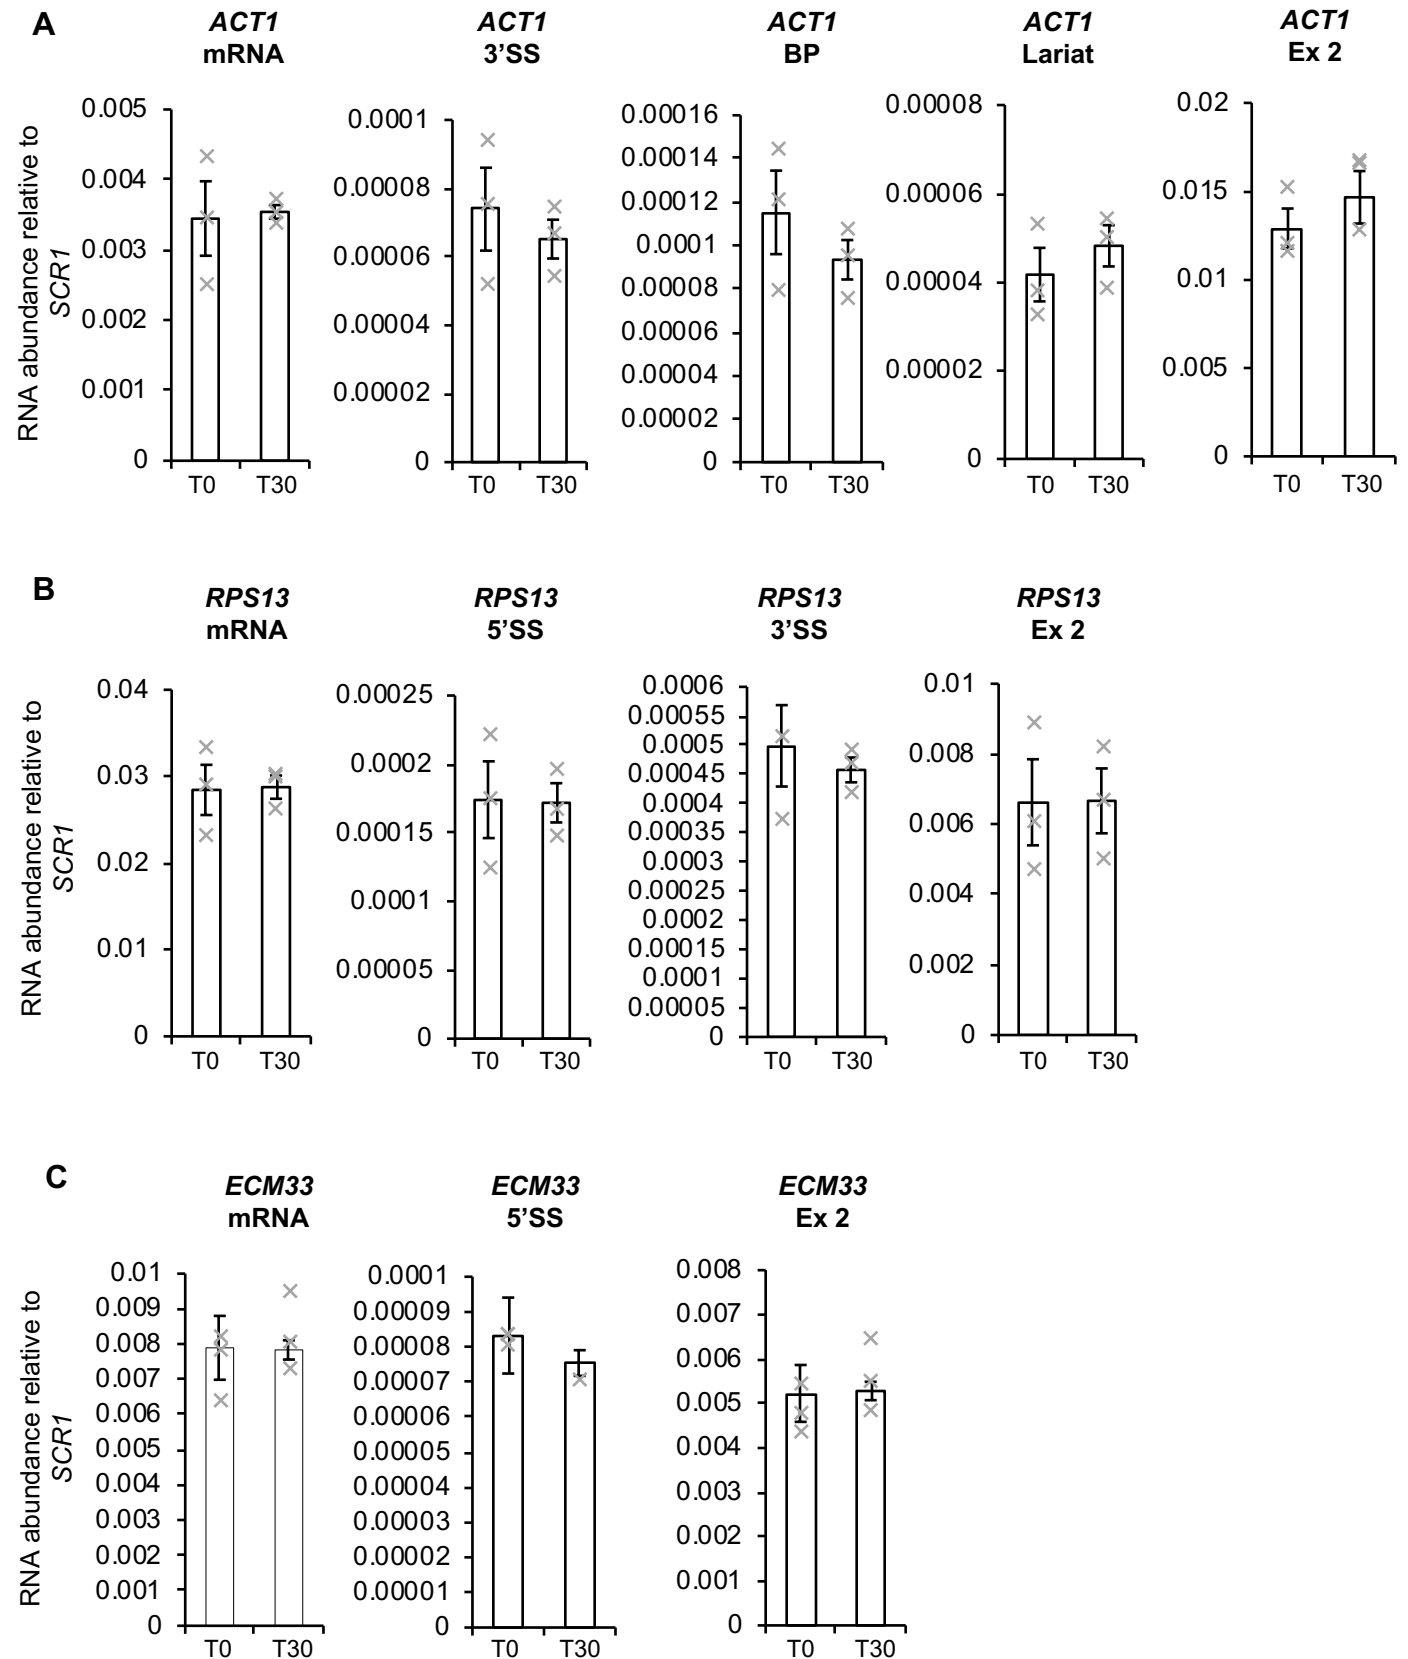 A
ACT1
mRNA
ACT1
3’SS
ACT1
BP
ACT1
Lariat
ACT1
Ex 2
RNA abundance relative to
SCR1
0.005
0.004
0.003
0.002
0.001
0
T0 T30
0.0001
0.00008
0.00006
0.00004
0.00002
0
T0 T30
0.00016
0.00014
0.00012
0.0001
0.00008
0.00006
0.00004
0.00002
0
T0 T30
0.00008
0.00006
0.00004
0.00002
0
T0 T30
0.02
0.015
0.01
0.005
0
T0 T30
B
RPS13
mRNA
RPS13
5’SS
RPS13
3’SS
RPS13
Ex 2
RNA abundance relative to
SCR1
0.04
0.03
0.02
0.01
0
T0 T30
0.00025
0.0002
0.00015
0.0001
0.00005
0
T0 T30
0.0006
0.00055
0.0005
0.00045
0.0004
0.00035
0.0003
0.00025
0.0002
0.00015
0.0001
0.00005
0
T0 T30
0.01
0.008
0.006
0.004
0.002
0
T0 T30
C
ECM33
mRNA
ECM33
5’SS
ECM33
Ex 2
RNA abundance relative to
SCR1
0.01
0.009
0.008
0.007
0.006
0.005
0.004
0.003
0.002
0.001
0
T0 T30
0.0001
0.00009
0.00008
0.00007
0.00006
0.00005
0.00004
0.00003
0.00002
0.00001
0
T0 T30
0.008
0.007
0.006
0.005
0.004
0.003
0.002
0.001
0
T0 T30